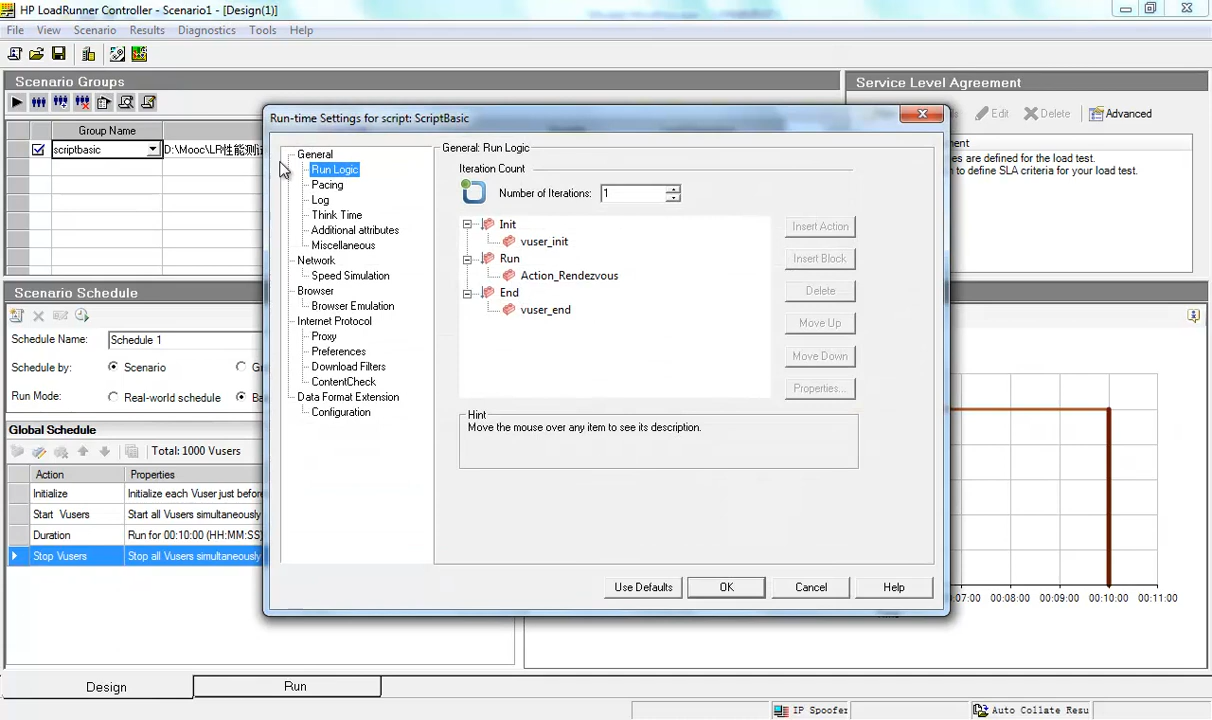 HP LoadRunner Controller - Scenario1 - [Design(1)]
File View Scenario Results Diagnostics Tools Help
Scenario Groups
Service Level Agreement
Edit Delete Advanced
Group Name
scriptbasic D:\Mooc\LR性能测
es are defined for the load test.
n to define SLA criteria for your load test.
Scenario Schedule
Schedule Name: Schedule 1
Schedule by: Scenario
Run Mode: Real-world schedule Ba
Global Schedule
Total: 1000 Vusers
Action Properties
Initialize Initialize each Vuser just before
Start Vusers Start all Vusers simultaneously
Duration Run for 00:10:00 (HH:MM:SS)
Stop Vusers Stop all Vusers simultaneously
Run-time Settings for script: ScriptBasic
General
Run Logic
Pacing
Log
Think Time
Additional attributes
Miscellaneous
Network
Speed Simulation
Browser
Browser Emulation
Internet Protocol
Proxy
Preferences
Download Filters
ContentCheck
Data Format Extension
Configuration
General: Run Logic
Iteration Count
Number of Iterations: 1
Init
vuser_init
Run
Action_Rendezvous
End
vuser_end
Insert Action
Insert Block
Delete
Move Up
Move Down
Properties...
Hint
Move the mouse over any item to see its description.
Use Defaults OK Cancel Help
:07:00 00:08:00 00:09:00 00:10:00 00:11:00
Design Run
IP Spoofer Auto Collate Resu